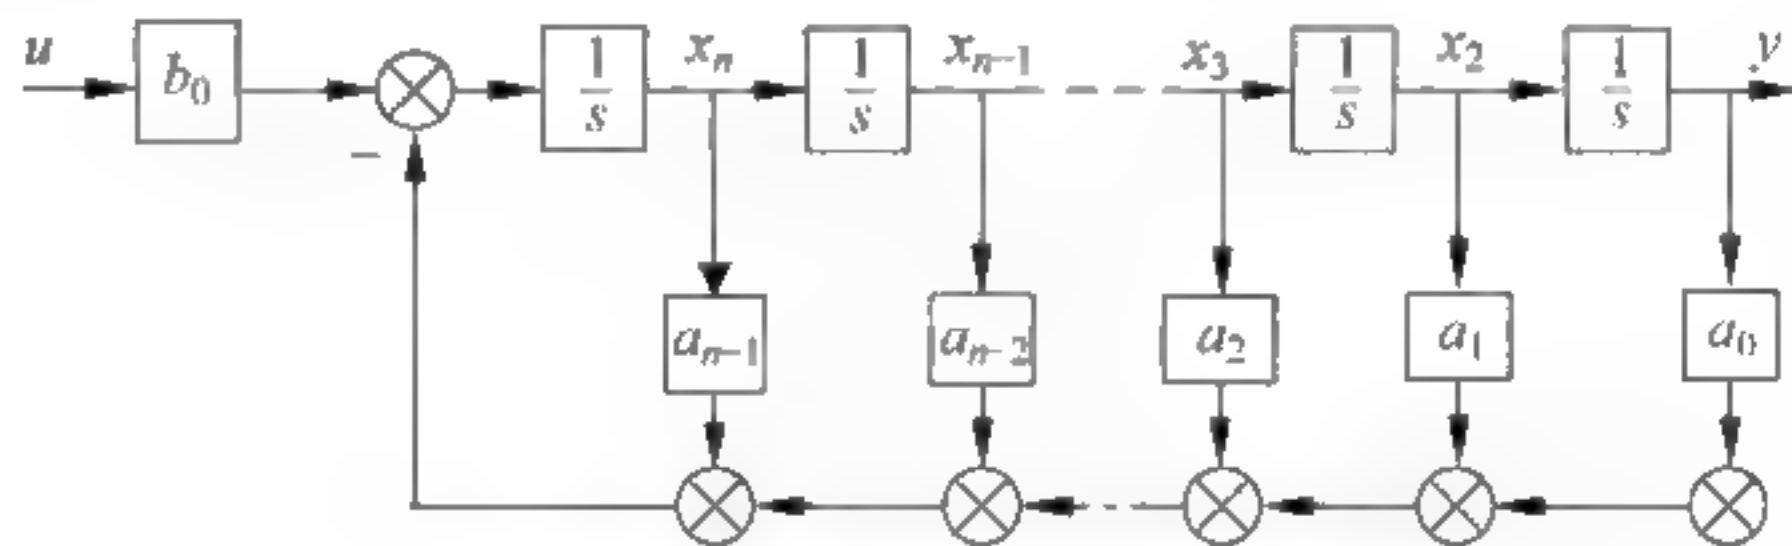 u b₀ 1/s xₙ 1/s xₙ₋₁ x₃ 1/s x₂ 1/s y
−
aₙ₋₁ aₙ₋₂ a₂ a₁ a₀